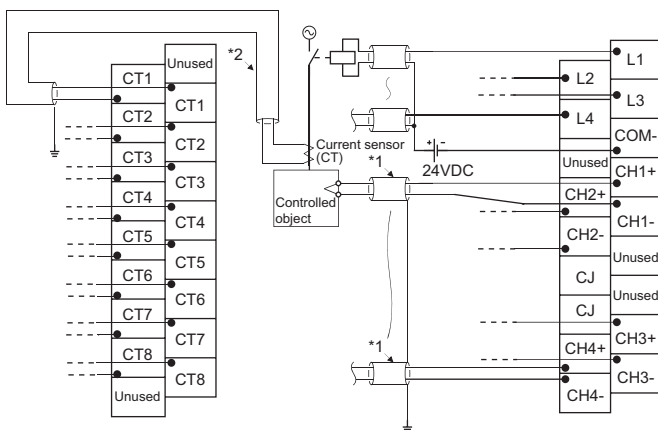 Unused
CT1
CT1
CT2
CT2
CT3
CT3
CT4
CT4
CT5
CT5
CT6
CT6
CT7
CT7
CT8
CT8
Unused
*2
Current sensor
(CT)
Controlled
object
*1
*1
+ -
24VDC
L1
L2
L3
L4
COM-
Unused
CH1+
CH2+
CH1-
CH2-
Unused
CJ
Unused
CJ
CH3+
CH4+
CH3-
CH4-